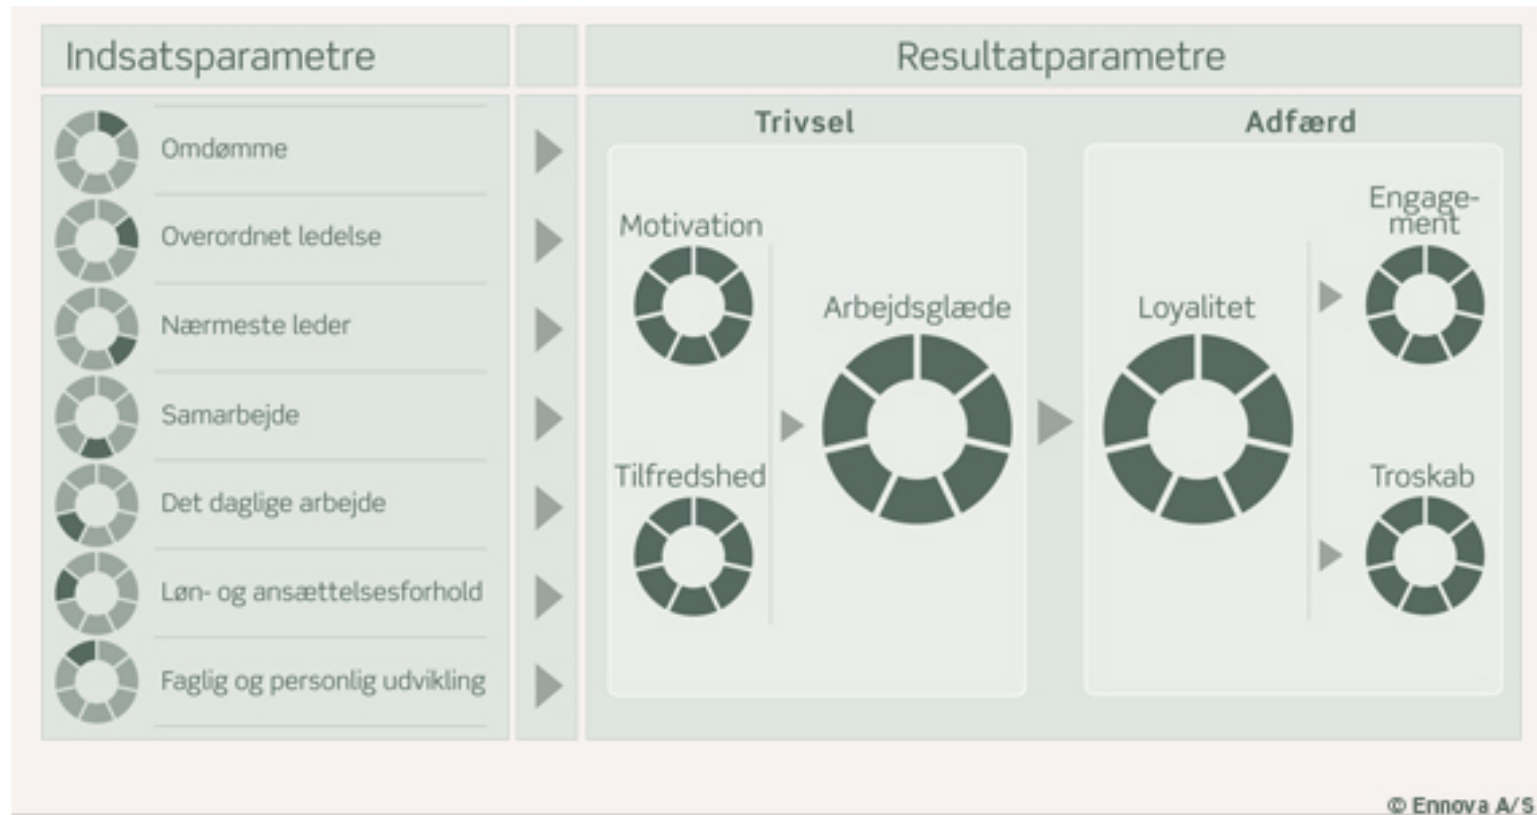 Indsatsparametre
Resultatparametre
Omdømme
Overordnet ledelse
Nærmeste leder
Samarbejde
Det daglige arbejde
Løn- og ansættelsesforhold
Faglig og personlig udvikling
Trivsel
Motivation
Tilfredshed
Arbejdsglæde
Adfærd
Loyalitet
Engage-
ment
Troskab
© Ennova A/S